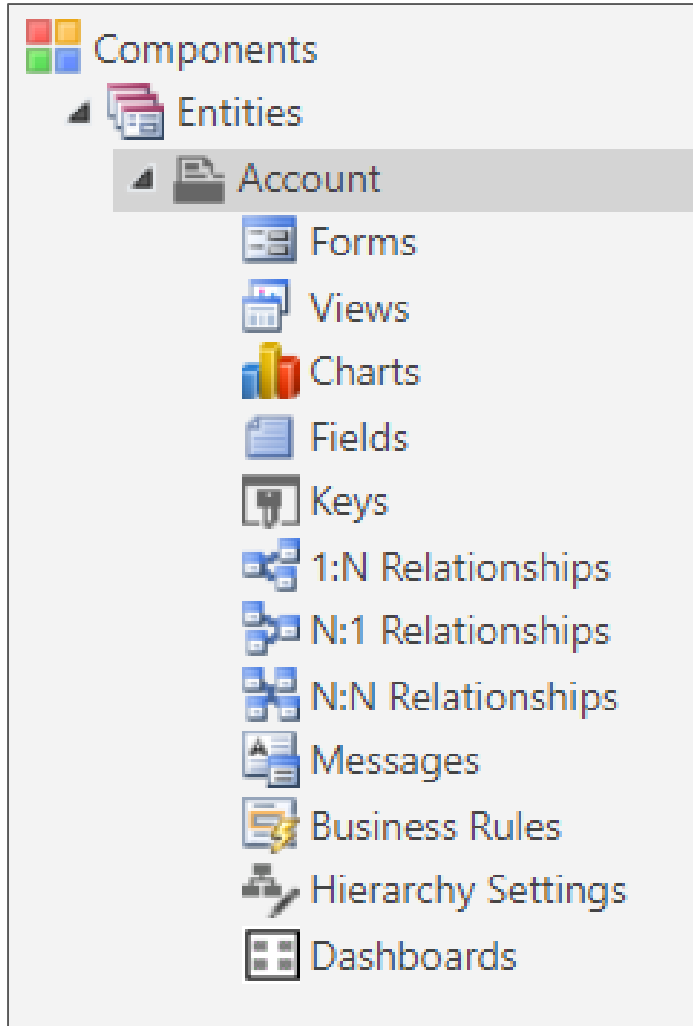 Components
Entities
Account
Forms
Views
Charts
Fields
Keys
1:N Relationships
N:1 Relationships
N:N Relationships
Messages
Business Rules
Hierarchy Settings
Dashboards